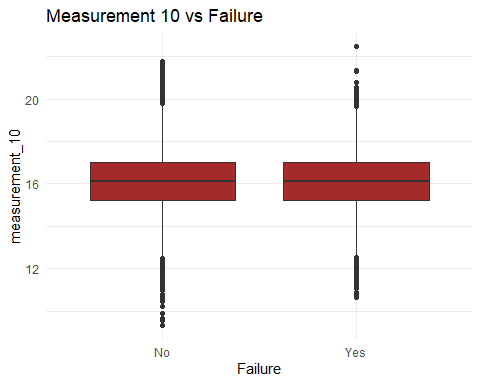 Measurement 10 vs Failure
measurement_10
20
16
12
No
Yes
Failure